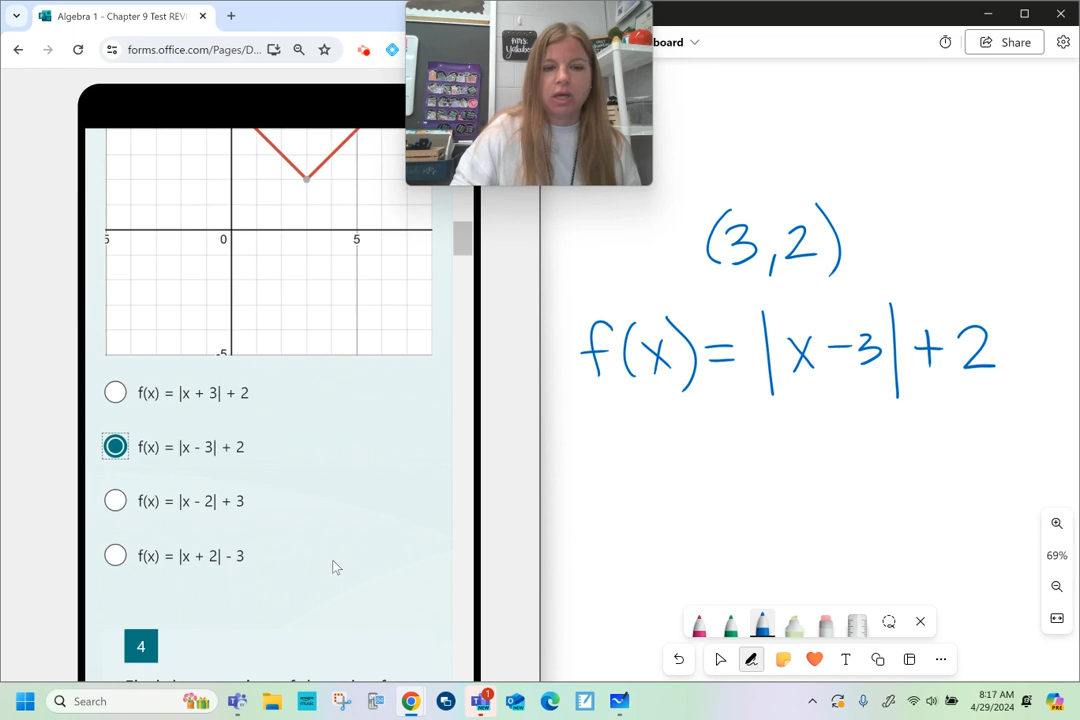 Algebra 1 - Chapter 9 Test REVI
forms.office.com/Pages/D...
board
Share
0
5
5
-5
f(x) = |x + 3| + 2
f(x) = |x - 3| + 2
f(x) = |x - 2| + 3
f(x) = |x + 2| - 3
4
(3,2)
f(x) = |x - 3| + 2
69%
Search
8:17 AM
4/29/2024